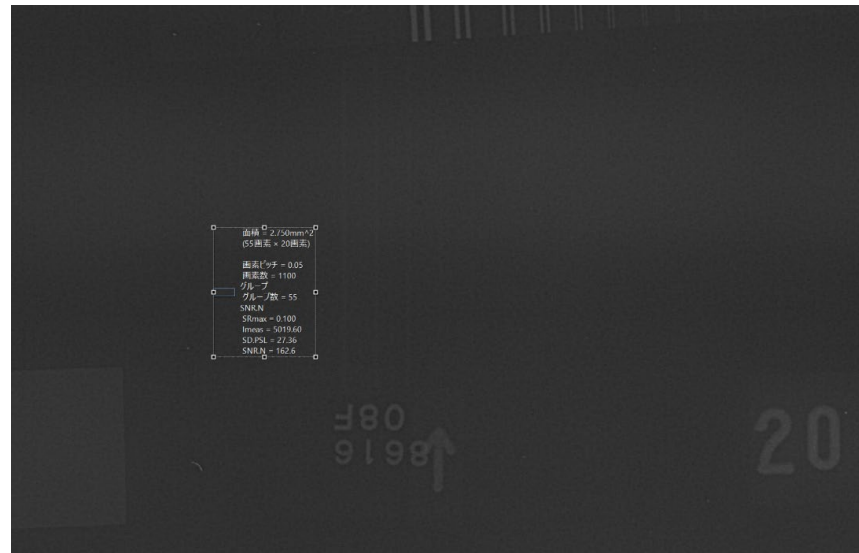 面積 = 2.750mm^2
(55画素 × 20画素)
画素ピッチ = 0.05
画素数 = 1100
グループ
グループ数 = 55
SNR.N
SRmax = 0.100
Imeas = 5019.60
SD.PSL = 27.36
SNR.N = 162.6
08F
8616
20